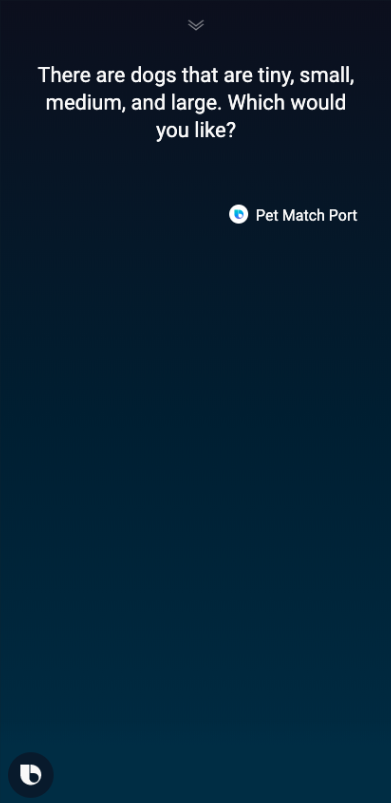 There are dogs that are tiny, small,
medium, and large. Which would
you like?
Pet Match Port